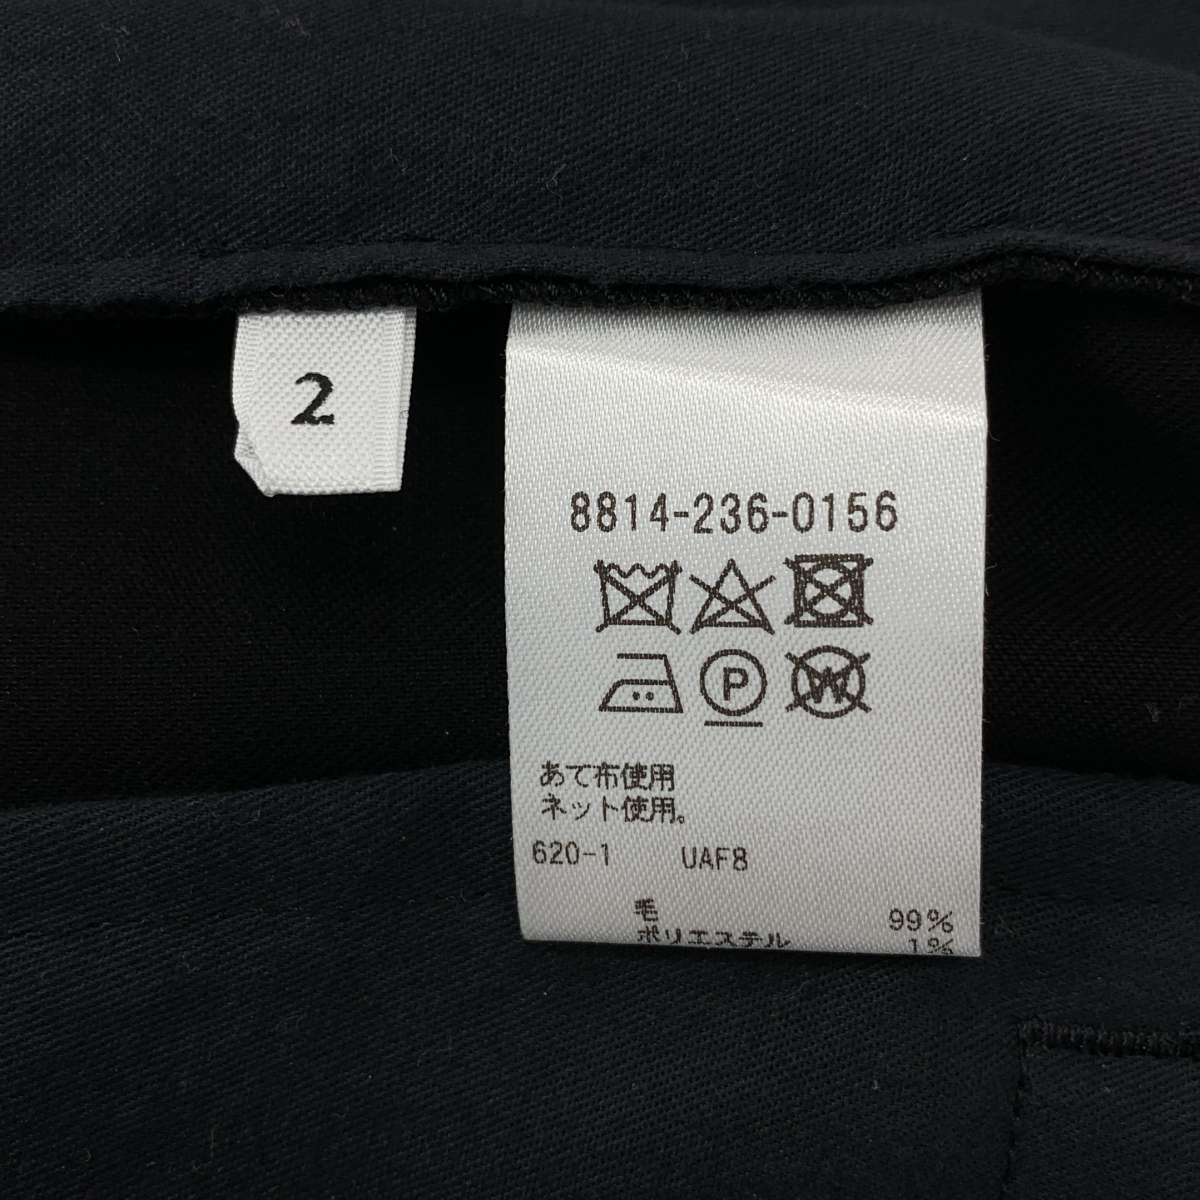 2
8814-236-0156
P W
あて布使用
ネット使用。
620-1 UAF8
毛 99%
ポリエステル 1%